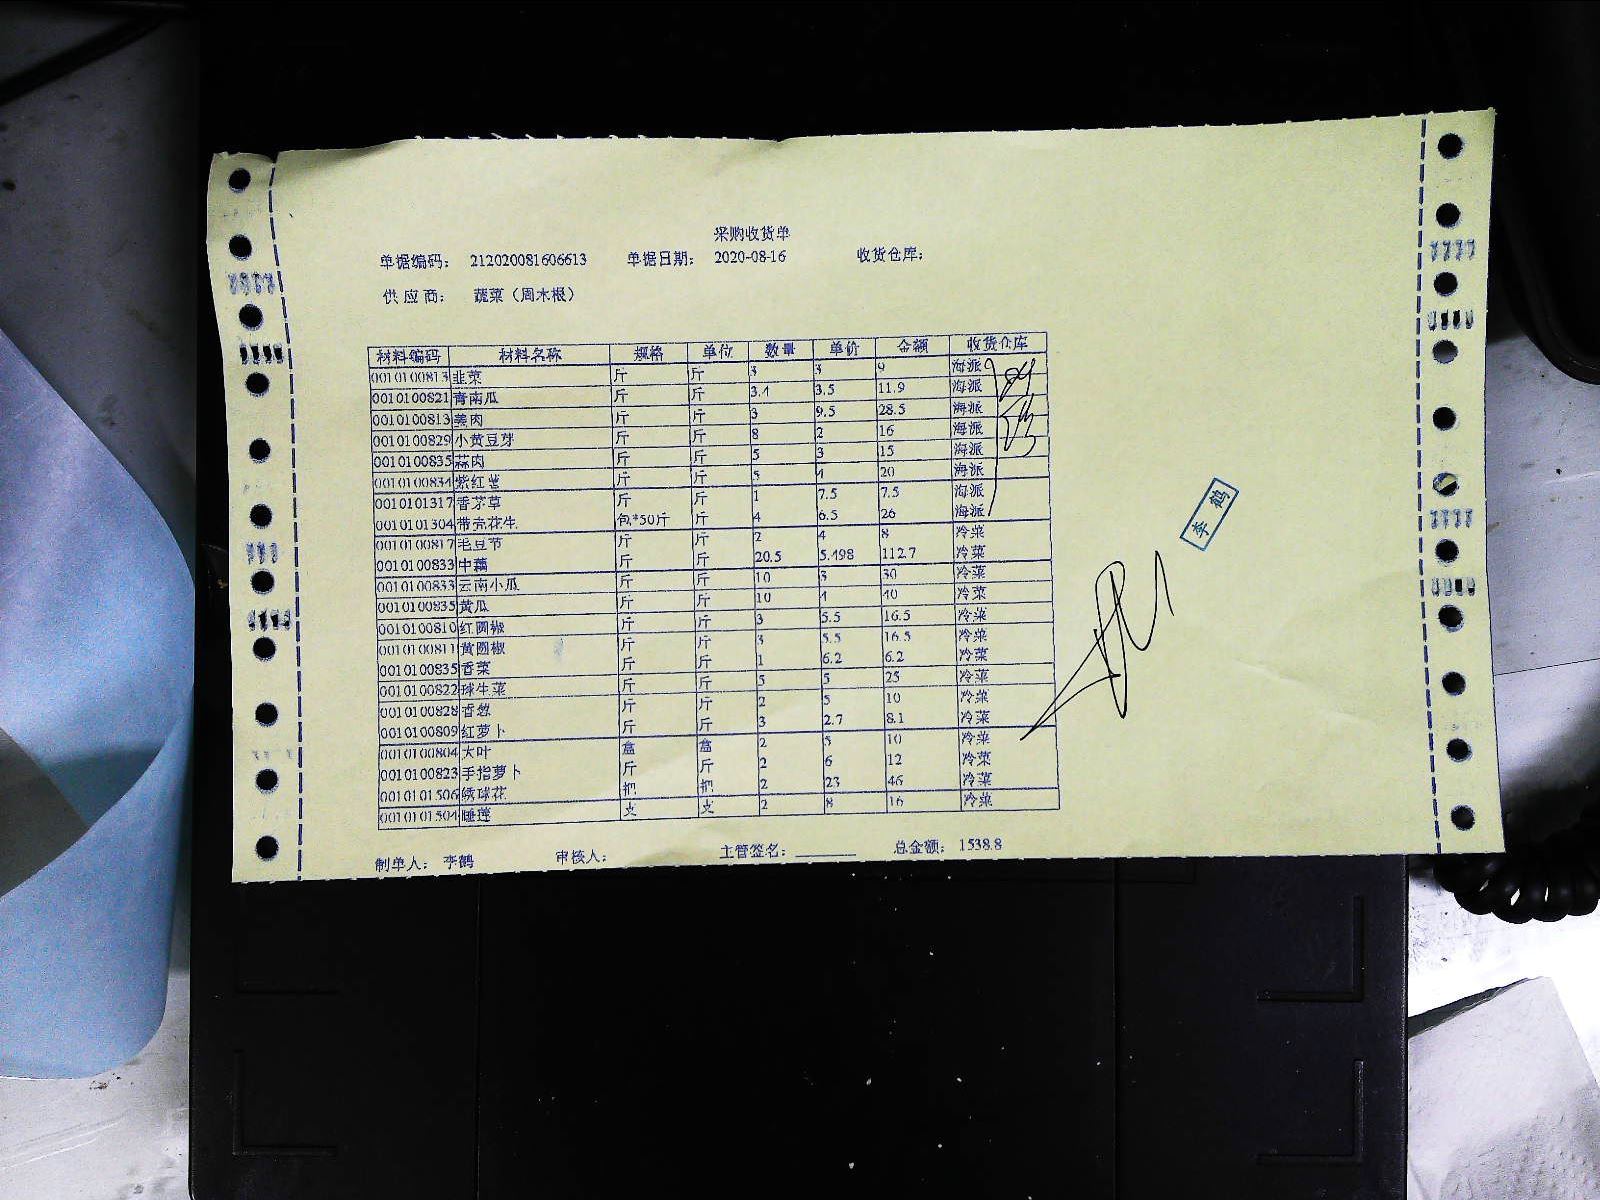 采购收货单
单据编码： 212020081606613 单据日期： 2020-08-16 收货仓库：
供 应 商： 蔬菜（周木根）
材料编码 材料名称 规格 单位 数量 单价 金额 收货仓库
0010100813 韭菜 斤 斤 3 3 9 海派
0010100821 青南瓜 斤 斤 3.4 3.5 11.9 海派
0010100813 姜肉 斤 斤 3 9.5 28.5 海派
0010100829 小黄豆芽 斤 斤 8 2 16 海派
0010100835 蒜肉 斤 斤 5 3 15 海派
0010100834 紫红薯 斤 斤 5 4 20 海派
0010101317 香茅草 斤 斤 1 7.5 7.5 海派
0010101304 带壳花生 包*50斤 斤 4 6.5 26 海派
0010100817 毛豆节 斤 斤 2 4 8 冷菜
0010100833 中藕 斤 斤 20.5 5.498 112.7 冷菜
0010100833 云南小瓜 斤 斤 10 3 30 冷菜
0010100835 黄瓜 斤 斤 10 4 40 冷菜
0010100810 红圆椒 斤 斤 3 5.5 16.5 冷菜
0010100811 黄圆椒 斤 斤 3 5.5 16.5 冷菜
0010100835 香菜 斤 斤 1 6.2 6.2 冷菜
0010100822 球生菜 斤 斤 5 5 25 冷菜
0010100828 香葱 斤 斤 2 5 10 冷菜
0010100809 红萝卜 斤 斤 3 2.7 8.1 冷菜
0010100804 大叶 盒 盒 2 5 10 冷菜
0010100823 手指萝卜 斤 斤 2 6 12 冷菜
0010101506 绣球花 把 把 2 23 46 冷菜
0010101504 睡莲 支 支 2 8 16 冷菜
李鹤
制单人： 李鹤 审核人： 主管签名： 总金额： 1538.8